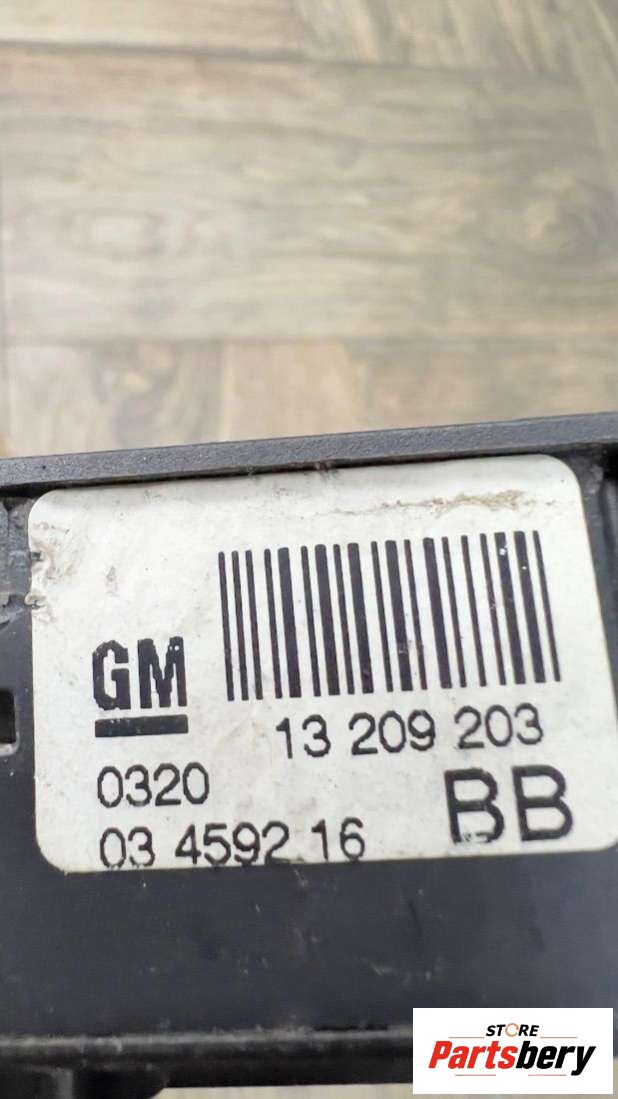 GM
13 209 203
0320
BB
03 4592 16
STORE
Partsbery